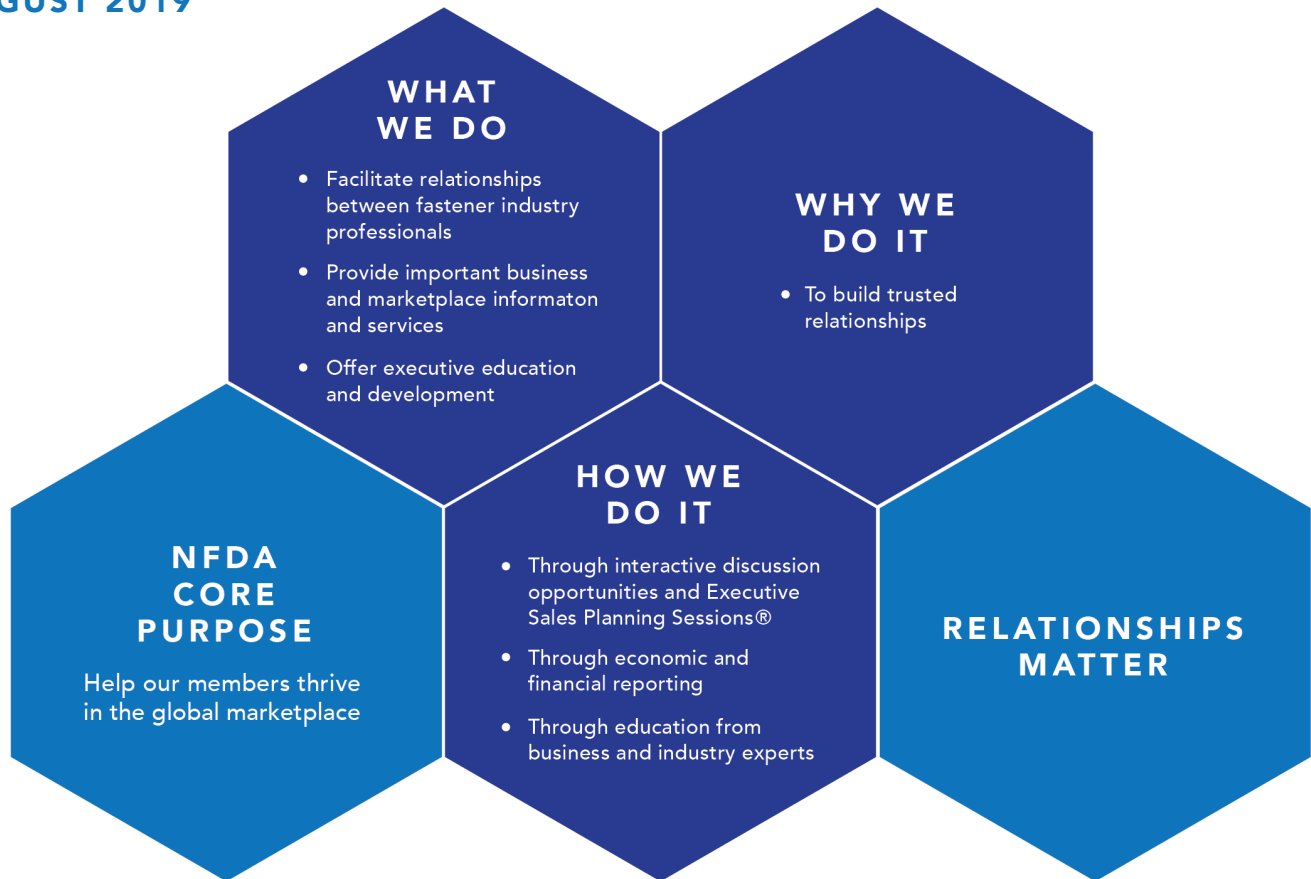 GUST 2019
WHAT
WE DO
• Facilitate relationships
between fastener industry
professionals
• Provide important business
and marketplace informaton
and services
• Offer executive education
and development
WHY WE
DO IT
• To build trusted
relationships
NFDA
CORE
PURPOSE
Help our members thrive
in the global marketplace
HOW WE
DO IT
• Through interactive discussion
opportunities and Executive
Sales Planning Sessions®
• Through economic and
financial reporting
• Through education from
business and industry experts
RELATIONSHIPS
MATTER